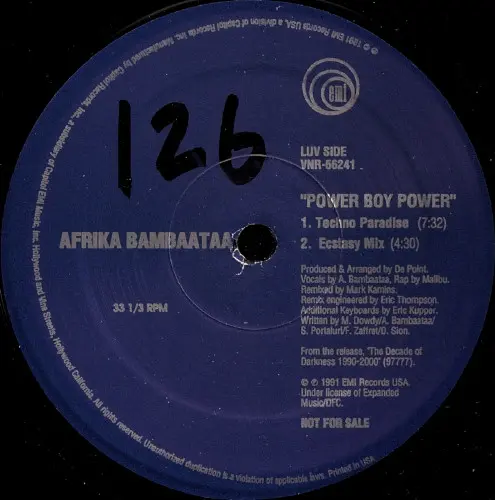 ℗ © 1991 EMI Records USA, a division of Capitol Records, Inc. Manufactured by Capitol Records, Inc., a subsidiary of Capitol EMI Music, Inc. Hollywood and Vine Streets, Hollywood California. All rights reserved. Unauthorized duplication is a violation of applicable laws. Printed in USA.
emi
126
LUV SIDE
VNR-56241
"POWER BOY POWER"
1. Techno Paradise (7:32)
AFRIKA BAMBAATAA
2. Ecstasy Mix (4:30)
Produced & Arranged by De Point.
Vocals by A. Bambaataa, Rap by Malibu.
Remixed by Mark Kamins.
Remix engineered by Eric Thompson.
Additional Keyboards by Eric Kupper.
Written by M. Dowdy/A. Bambaataa/
S. Portaluri/F. Zaffret/D. Sion.
33 1/3 RPM
From the release, "The Decade of
Darkness 1990-2000" (97777).
© ℗ 1991 EMI Records USA.
Under license of Expanded
Music/DFC.
NOT FOR SALE